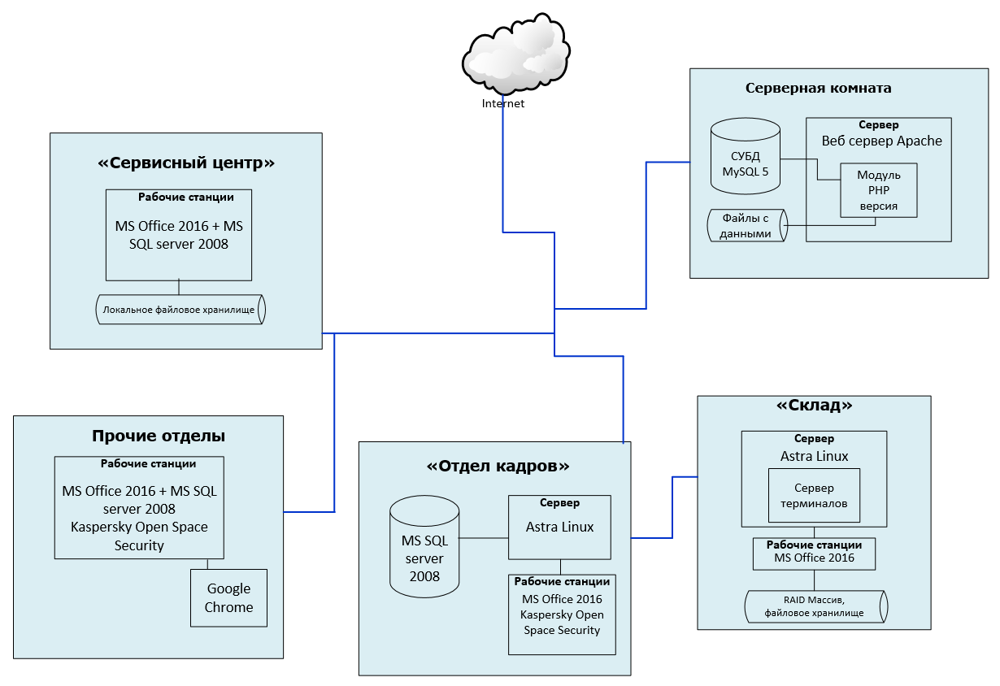 Internet
Серверная комната
СУБД
MySQL 5
Сервер
Веб сервер Apache
Модуль
PHP
версия
Файлы с
данными
«Сервисный центр»
Рабочие станции
MS Office 2016 + MS
SQL server 2008
Локальное файловое хранилище
Прочие отделы
Рабочие станции
MS Office 2016 + MS SQL
server 2008
Kaspersky Open Space
Security
Google
Chrome
«Отдел кадров»
MS SQL
server
2008
Сервер
Astra Linux
Рабочие станции
MS Office 2016
Kaspersky Open
Space Security
«Склад»
Сервер
Astra Linux
Сервер
терминалов
Рабочие станции
MS Office 2016
RAID Массив,
файловое хранилище